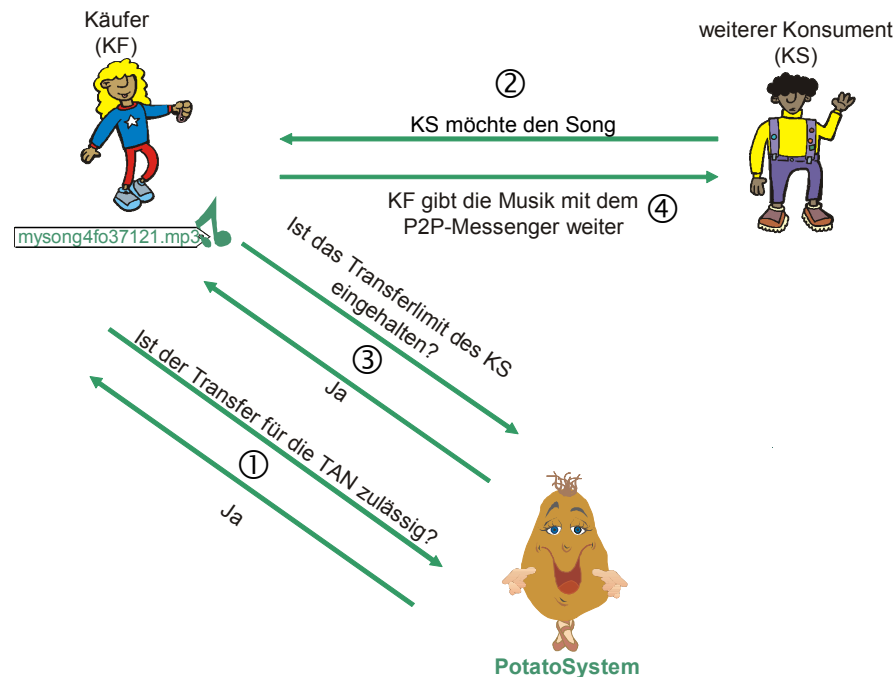 Käufer
(KF)
weiterer Konsument
(KS)
②
KS möchte den Song
KF gibt die Musik mit dem
P2P-Messenger weiter
④
mysong4fo37121.mp3
Ist das Transferlimit des KS
eingehalten?
③
Ja
Ist der Transfer für die TAN zulässig?
①
Ja
PotatoSystem